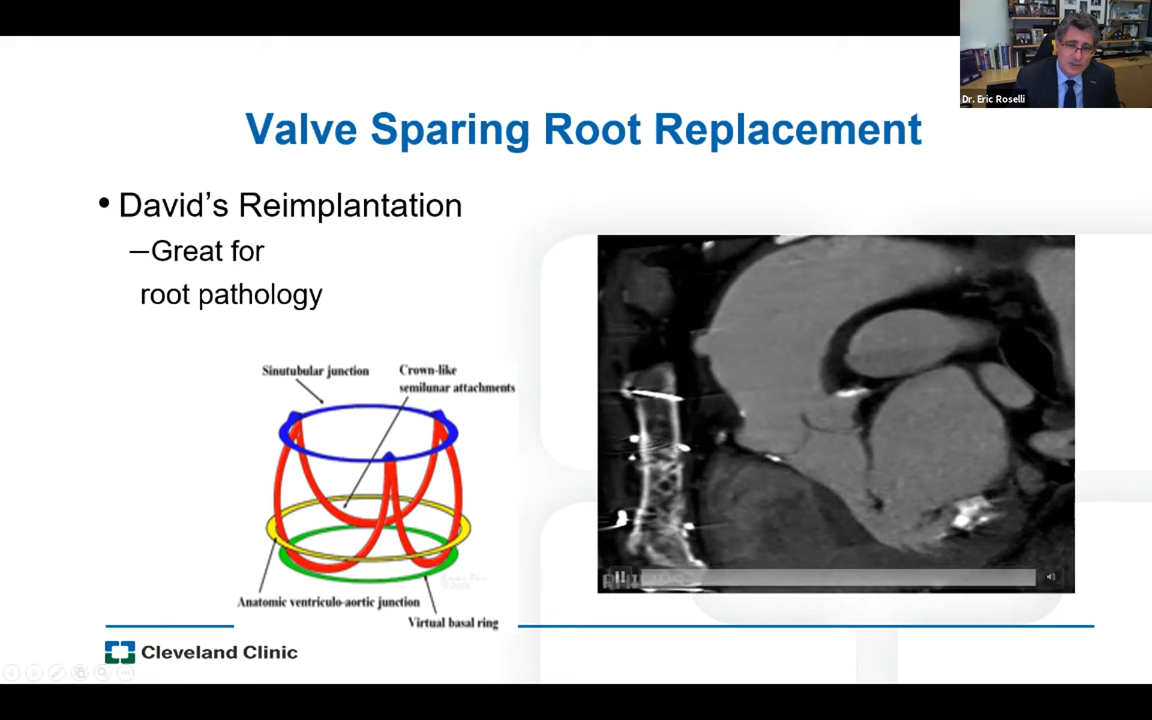 Dr. Eric Roselli
Valve Sparing Root Replacement
• David's Reimplantation
–Great for
root pathology
Sinutubular junction
Crown-like
semilunar attachments
Anatomic ventriculo-aortic junction
Virtual basal ring
PHILIPS
Cleveland Clinic